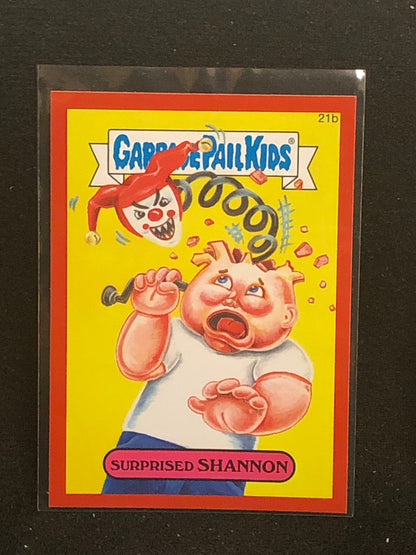 21b
GARBAGE PAIL KIDS®
SURPRISED SHANNON